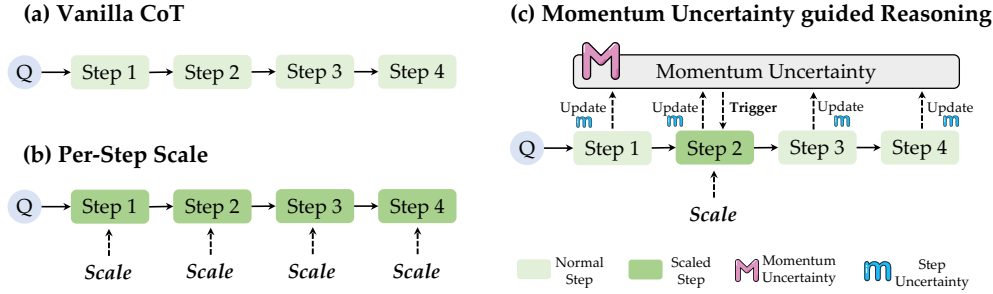 (a) Vanilla CoT
Q Step 1 Step 2 Step 3 Step 4
(b) Per-Step Scale
Q Step 1 Step 2 Step 3 Step 4
Scale Scale Scale Scale
(c) Momentum Uncertainty guided Reasoning
M Momentum Uncertainty
Update m Update m Trigger Update m Update m
Q Step 1 Step 2 Step 3 Step 4
Scale
Normal Step
Scaled Step
M Momentum Uncertainty
m Step Uncertainty